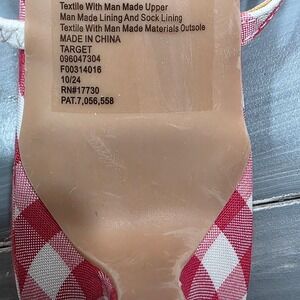 Textile With Man Made Upper
Man Made Lining And Sock Lining
Textile With Man Made Materials Outsole
MADE IN CHINA
TARGET
096047304
F00314016
10/24
RN#17730
PAT.7,056,558